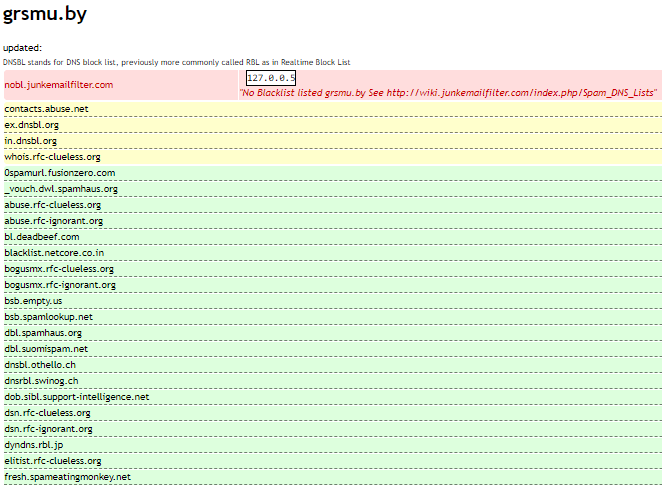 grsmu.by
updated:
DNSBL stands for DNS block list, previously more commonly called RBL as in Realtime Block List
nobl.junkemailfilter.com
127.0.0.5
"No Blacklist listed grsmu.by See http://wiki.junkemailfilter.com/index.php/Spam_DNS_Lists"
contacts.abuse.net
ex.dnsbl.org
in.dnsbl.org
whois.rfc-clueless.org
0spamurl.fusionzero.com
_vouch.dwl.spamhaus.org
abuse.rfc-clueless.org
abuse.rfc-ignorant.org
bl.deadbeef.com
blacklist.netcore.co.in
bogusmx.rfc-clueless.org
bogusmx.rfc-ignorant.org
bsb.empty.us
bsb.spamlookup.net
dbl.spamhaus.org
dbl.suomispam.net
dnsbl.othello.ch
dnsrbl.swinog.ch
dob.sibl.support-intelligence.net
dsn.rfc-clueless.org
dsn.rfc-ignorant.org
dyndns.rbl.jp
elitist.rfc-clueless.org
fresh.spameatingmonkey.net